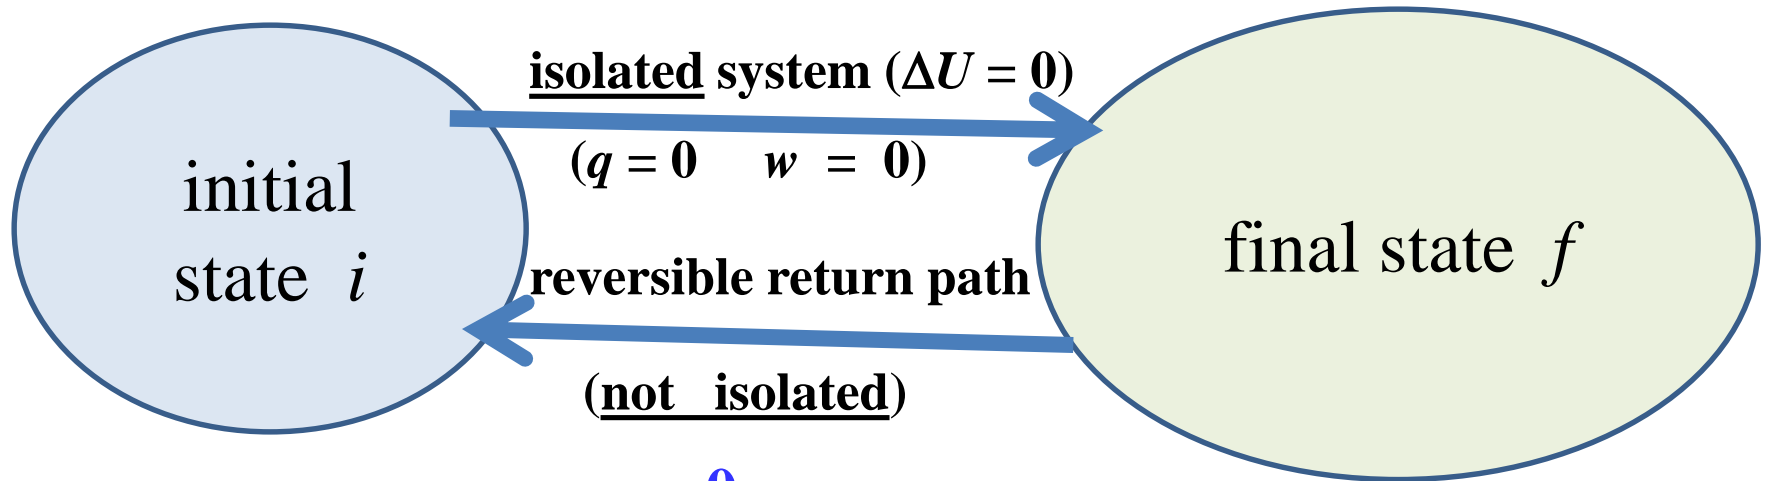 isolated system (ΔU = 0)
(q = 0 w = 0)
initial
state i
final state f
reversible return path
(not isolated)